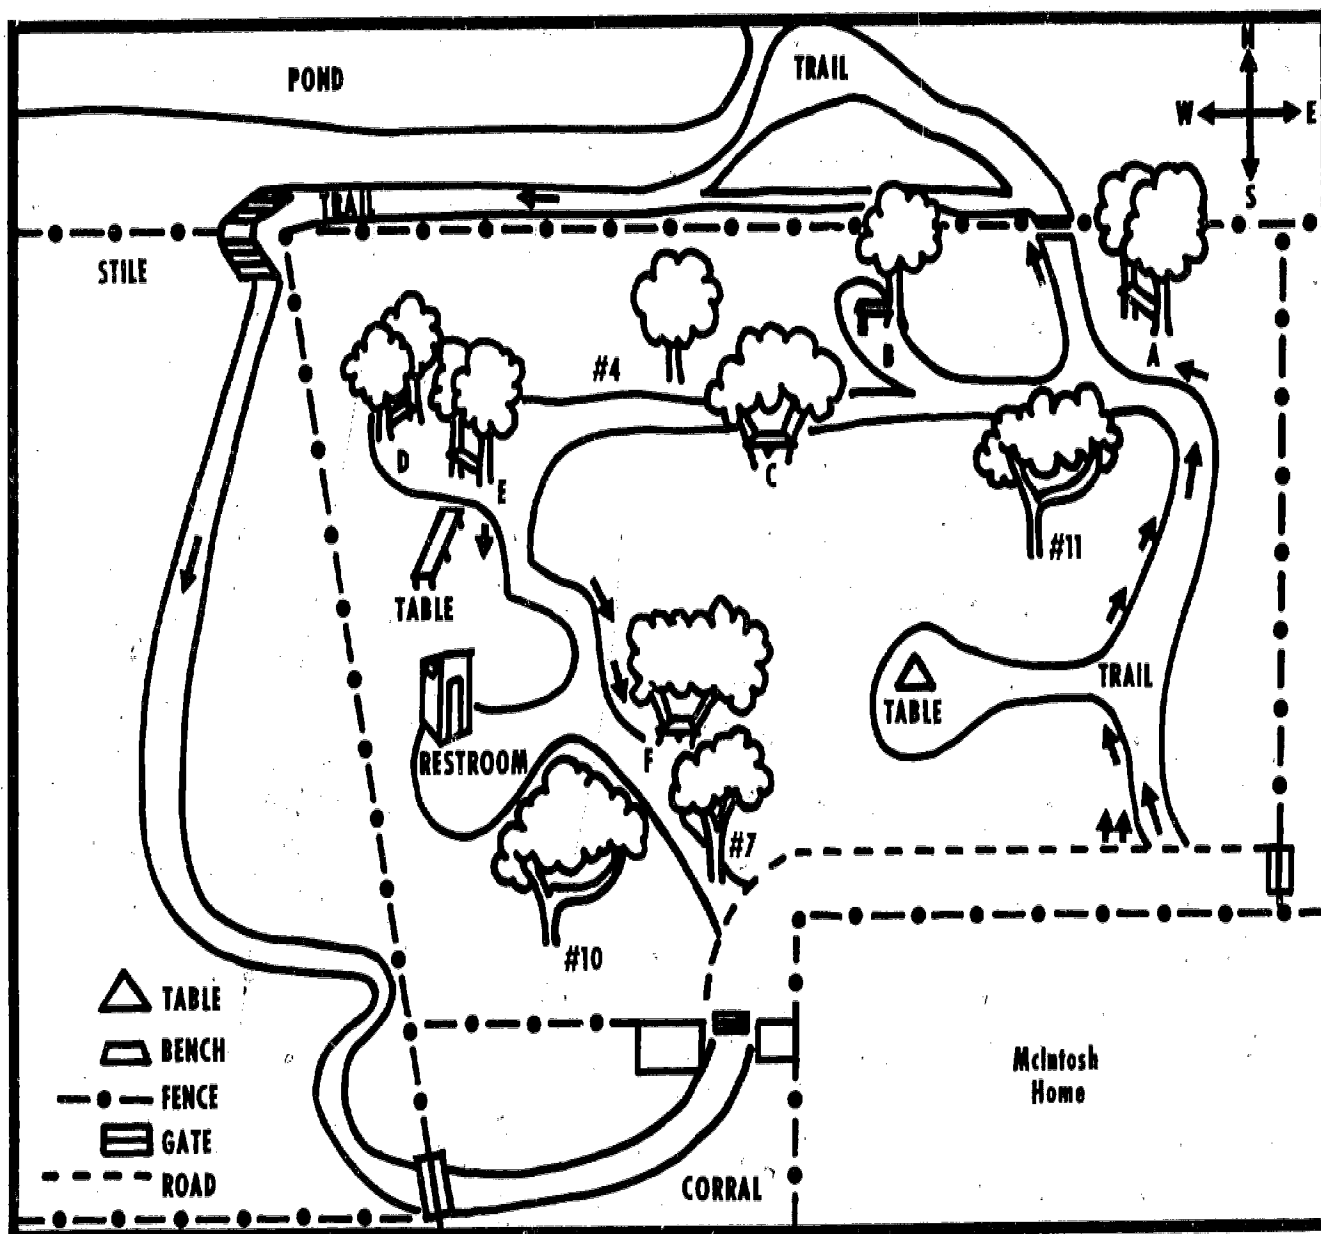 N
POND
TRAIL
W
E
S
TRAIL
STILE
#4
B
A
D
E
C
#11
TABLE
TRAIL
TABLE
RESTROOM
F
#7
#10
TABLE
BENCH
FENCE
GATE
ROAD
McIntosh
Home
CORRAL